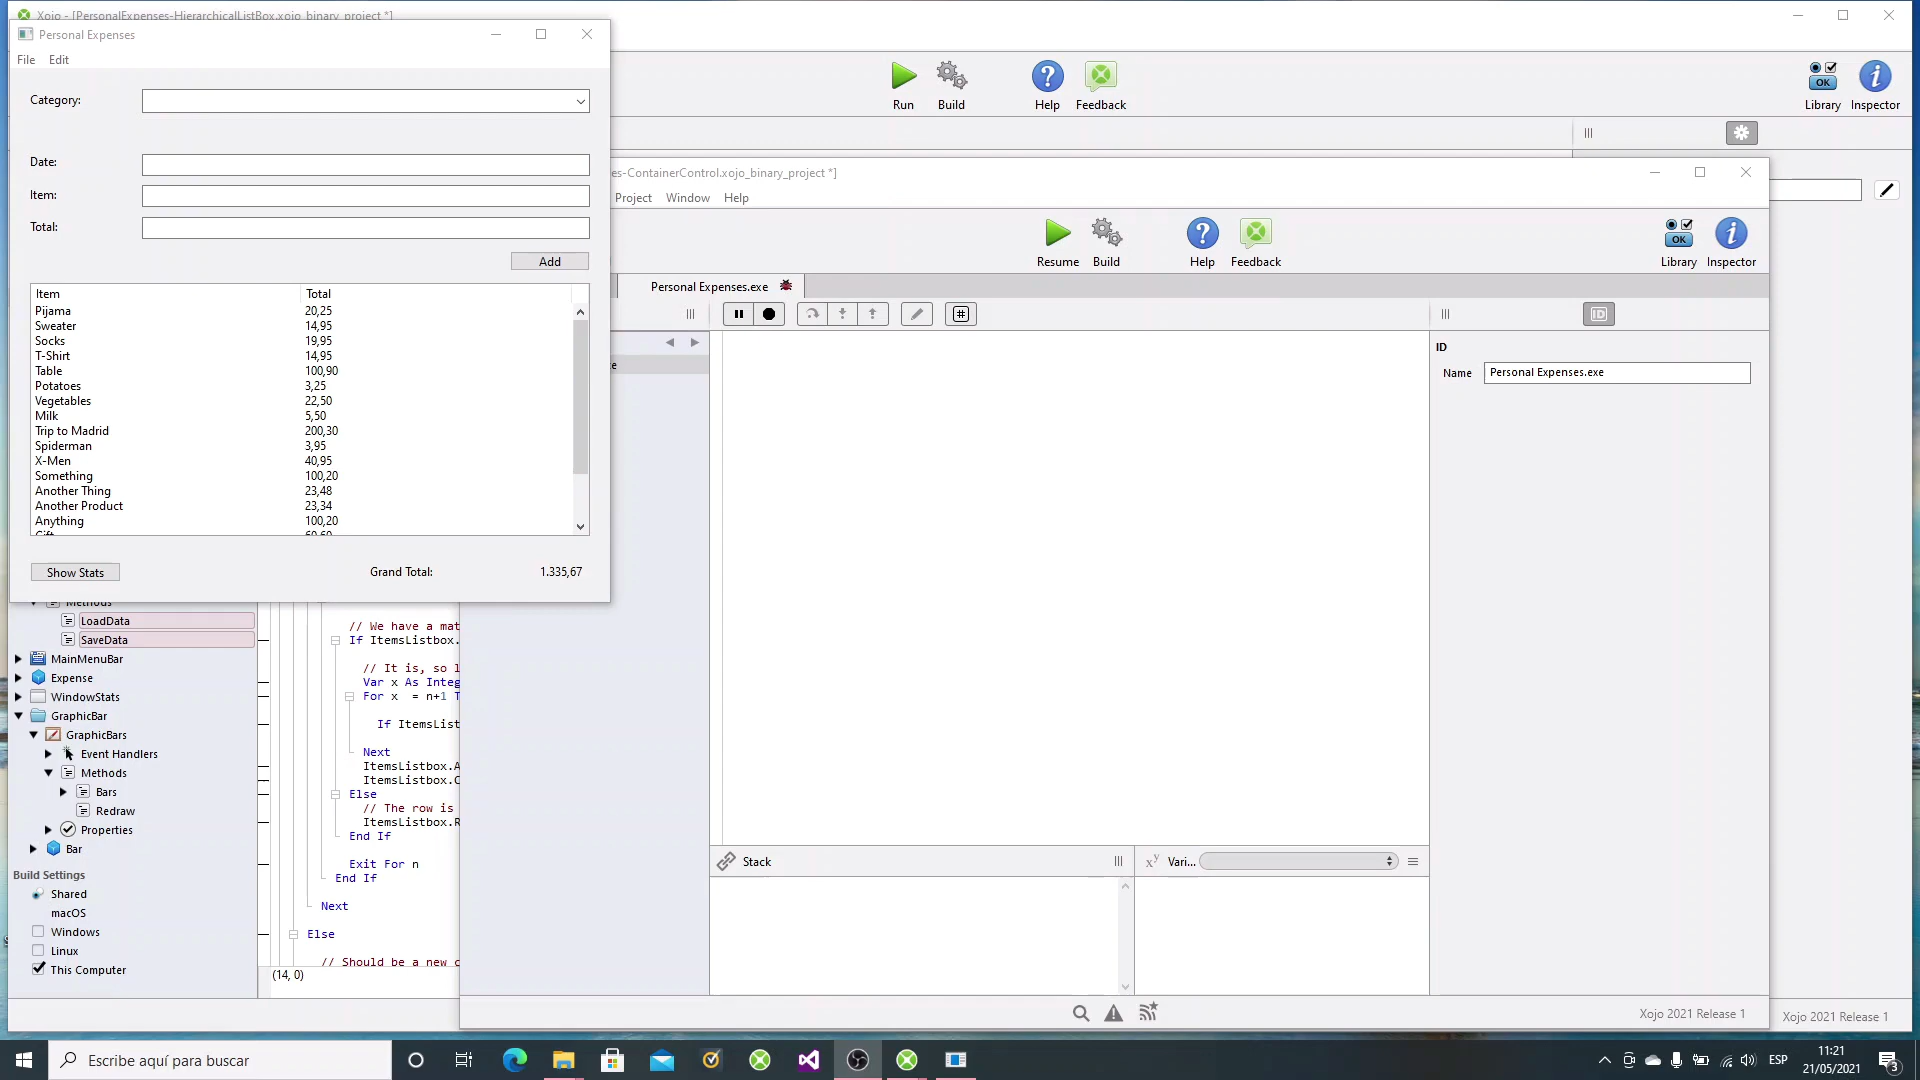 Xojo - [PersonalExpenses-HierarchicalListBox.xojo_binary_project *]
Personal Expenses
File Edit
Category:
Date:
Item:
Total:
Add
Item Total
Pijama 20,25
Sweater 14,95
Socks 19,95
T-Shirt 14,95
Table 100,90
Potatoes 3,25
Vegetables 22,50
Milk 5,50
Trip to Madrid 200,30
Spiderman 3,95
X-Men 40,95
Something 100,20
Another Thing 23,48
Another Product 23,34
Anything 100,20
Gift 60,60
Show Stats Grand Total: 1.335,67
Run Build Help Feedback
OK
Library Inspector
es-ContainerControl.xojo_binary_project *]
Project Window Help
Resume Build Help Feedback
OK
Library Inspector
Personal Expenses.exe
ID
ID
Name Personal Expenses.exe
e
Methods
LoadData
SaveData
MainMenuBar
Expense
WindowStats
GraphicBar
GraphicBars
Event Handlers
Methods
Bars
Redraw
Properties
Bar
Build Settings
Shared
macOS
Windows
Linux
This Computer
// We have a mat
If ItemsListbox.
// It is, so l
Var x As Integ
For x = n+1 T
If ItemsList
Next
ItemsListbox.A
ItemsListbox.C
Else
// The row is
ItemsListbox.R
End If
Exit For n
End If
Next
Else
// Should be a new c
(14, 0)
Stack
Vari...
Xojo 2021 Release 1
Xojo 2021 Release 1
Escribe aquí para buscar
ESP
11:21
21/05/2021
3